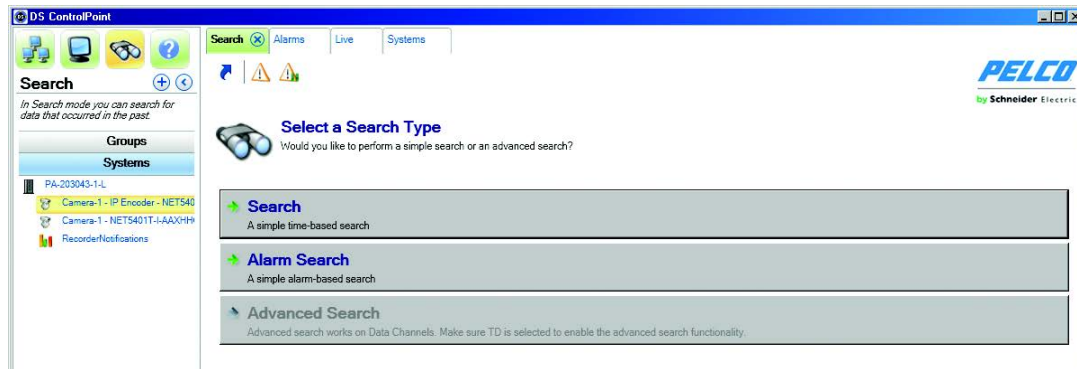 DS ControlPoint
Search
In Search mode you can search for
data that occurred in the past.
Groups
Systems
PA-203043-1-L
Camera-1 - IP Encoder - NET540
Camera-1 - NET5401T-I-AAXHH
RecorderNotifications
Search
Alarms
Live
Systems
PELCO
by Schneider Electric
Select a Search Type
Would you like to perform a simple search or an advanced search?
Search
A simple time-based search
Alarm Search
A simple alarm-based search
Advanced Search
Advanced search works on Data Channels. Make sure TD is selected to enable the advanced search functionality.